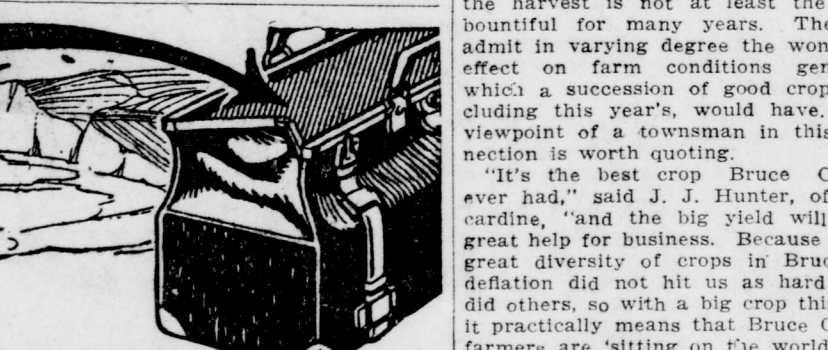 the harvest is not at least the
bountiful for many years. The
admit in varying degree the won
effect on farm conditions gen
which a succession of good crop
cluding this year's, would have.
viewpoint of a townsman in this
nection is worth quoting.
"It's the best crop Bruce C
ever had," said J. J. Hunter, of
cardine, "and the big yield will
great help for business. Because
great diversity of crops in Bruc
deflation did not hit us as hard
did others, so with a big crop thi
it practically means that Bruce C
farmers are 'sitting on the world